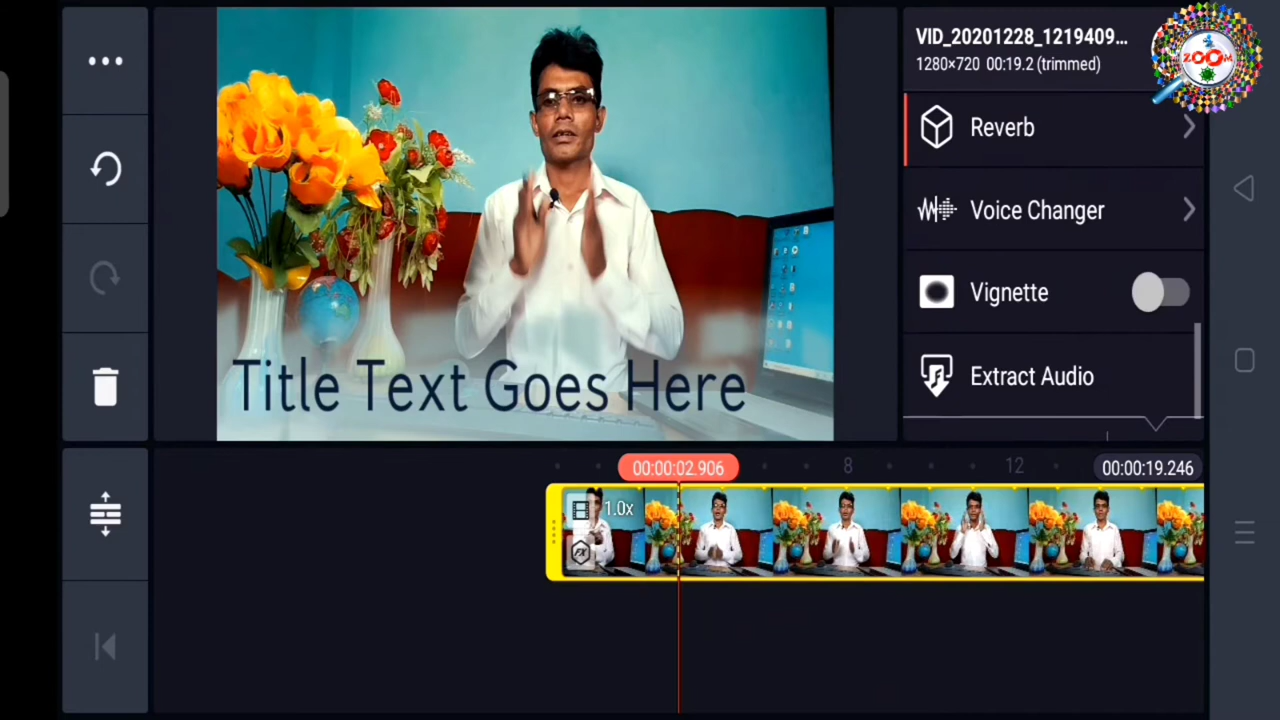 VID_20201228_1219409...
1280×720 00:19.2 (trimmed)
ZOOM
Reverb
Voice Changer
Vignette
Extract Audio
Title Text Goes Here
00:00:02.906
8
12
00:00:19.246
1.0x
FX